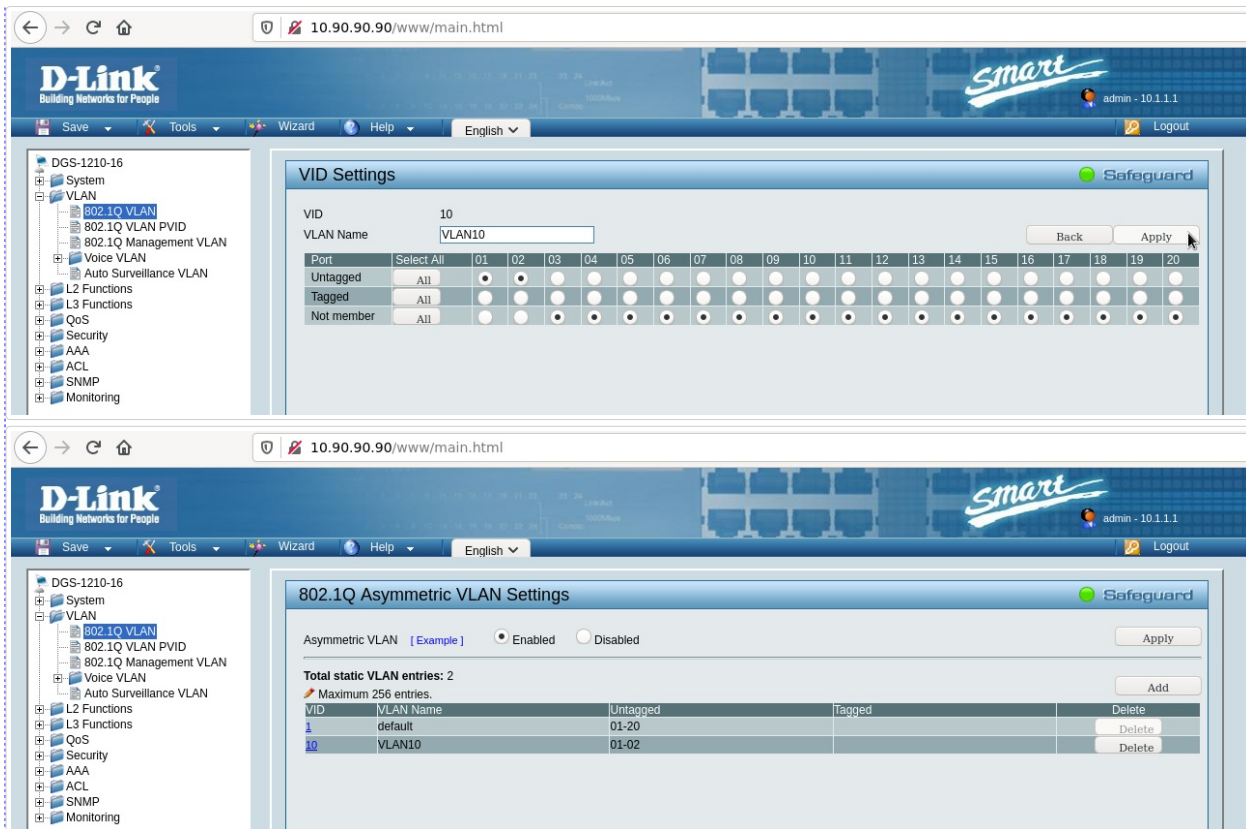 10.90.90.90/www/main.html
D-Link
Building Networks for People
smart
admin - 10.1.1.1
Save Tools Wizard Help English Logout
DGS-1210-16
System
VLAN
802.1Q VLAN
802.1Q VLAN PVID
802.1Q Management VLAN
Voice VLAN
Auto Surveillance VLAN
L2 Functions
L3 Functions
QoS
Security
AAA
ACL
SNMP
Monitoring
VID Settings Safeguard
VID 10
VLAN Name VLAN10 Back Apply
Port Select All 01 02 03 04 05 06 07 08 09 10 11 12 13 14 15 16 17 18 19 20
Untagged All
Tagged All
Not member All
10.90.90.90/www/main.html
D-Link
Building Networks for People
smart
admin - 10.1.1.1
Save Tools Wizard Help English Logout
DGS-1210-16
System
VLAN
802.1Q VLAN
802.1Q VLAN PVID
802.1Q Management VLAN
Voice VLAN
Auto Surveillance VLAN
L2 Functions
L3 Functions
QoS
Security
AAA
ACL
SNMP
Monitoring
802.1Q Asymmetric VLAN Settings Safeguard
Asymmetric VLAN [ Example ] Enabled Disabled Apply
Total static VLAN entries: 2
Maximum 256 entries. Add
VID VLAN Name Untagged Tagged Delete
1 default 01-20 Delete
10 VLAN10 01-02 Delete